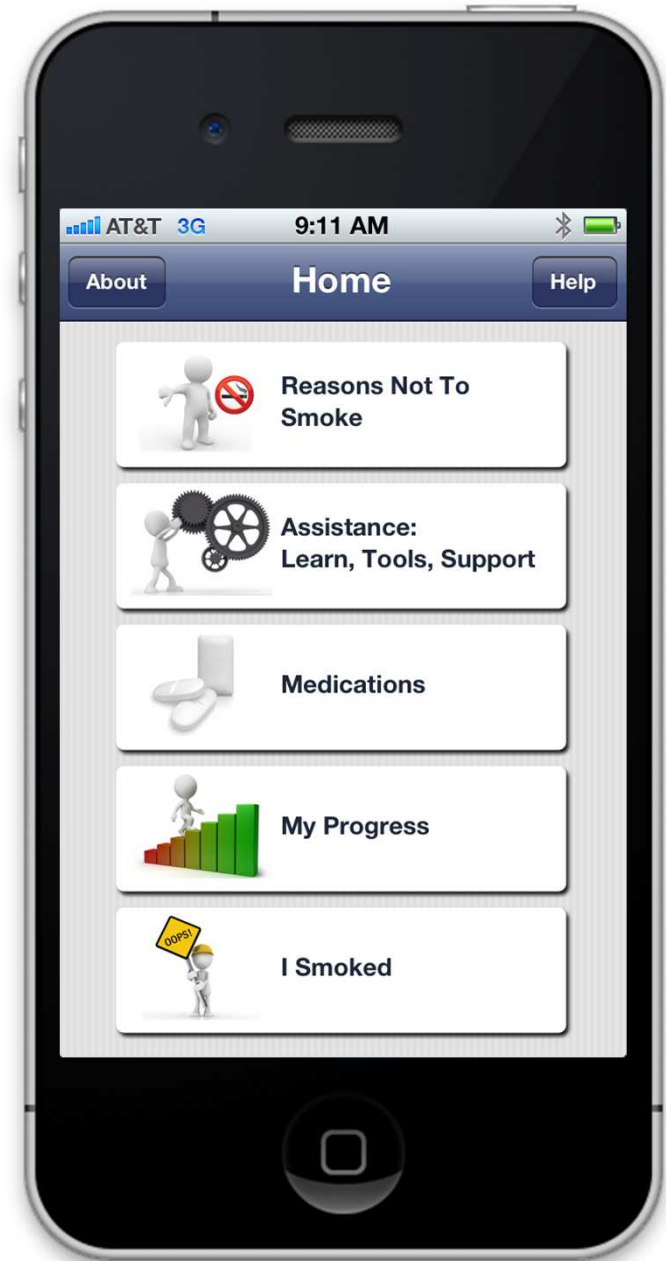 AT&T 3G 9:11 AM
About Home Help
Reasons Not To
Smoke
Assistance:
Learn, Tools, Support
Medications
My Progress
OOPS!
I Smoked